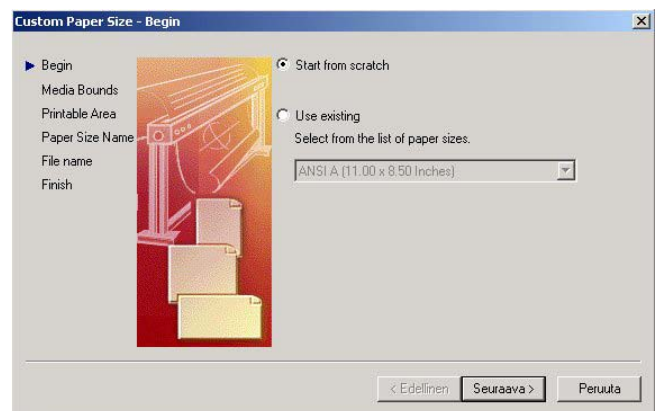 Custom Paper Size - Begin
Begin
Media Bounds
Printable Area
Paper Size Name
File name
Finish
Start from scratch
Use existing
Select from the list of paper sizes.
ANSI A (11.00 x 8.50 Inches)
< Edellinen
Seuraava >
Peruuta